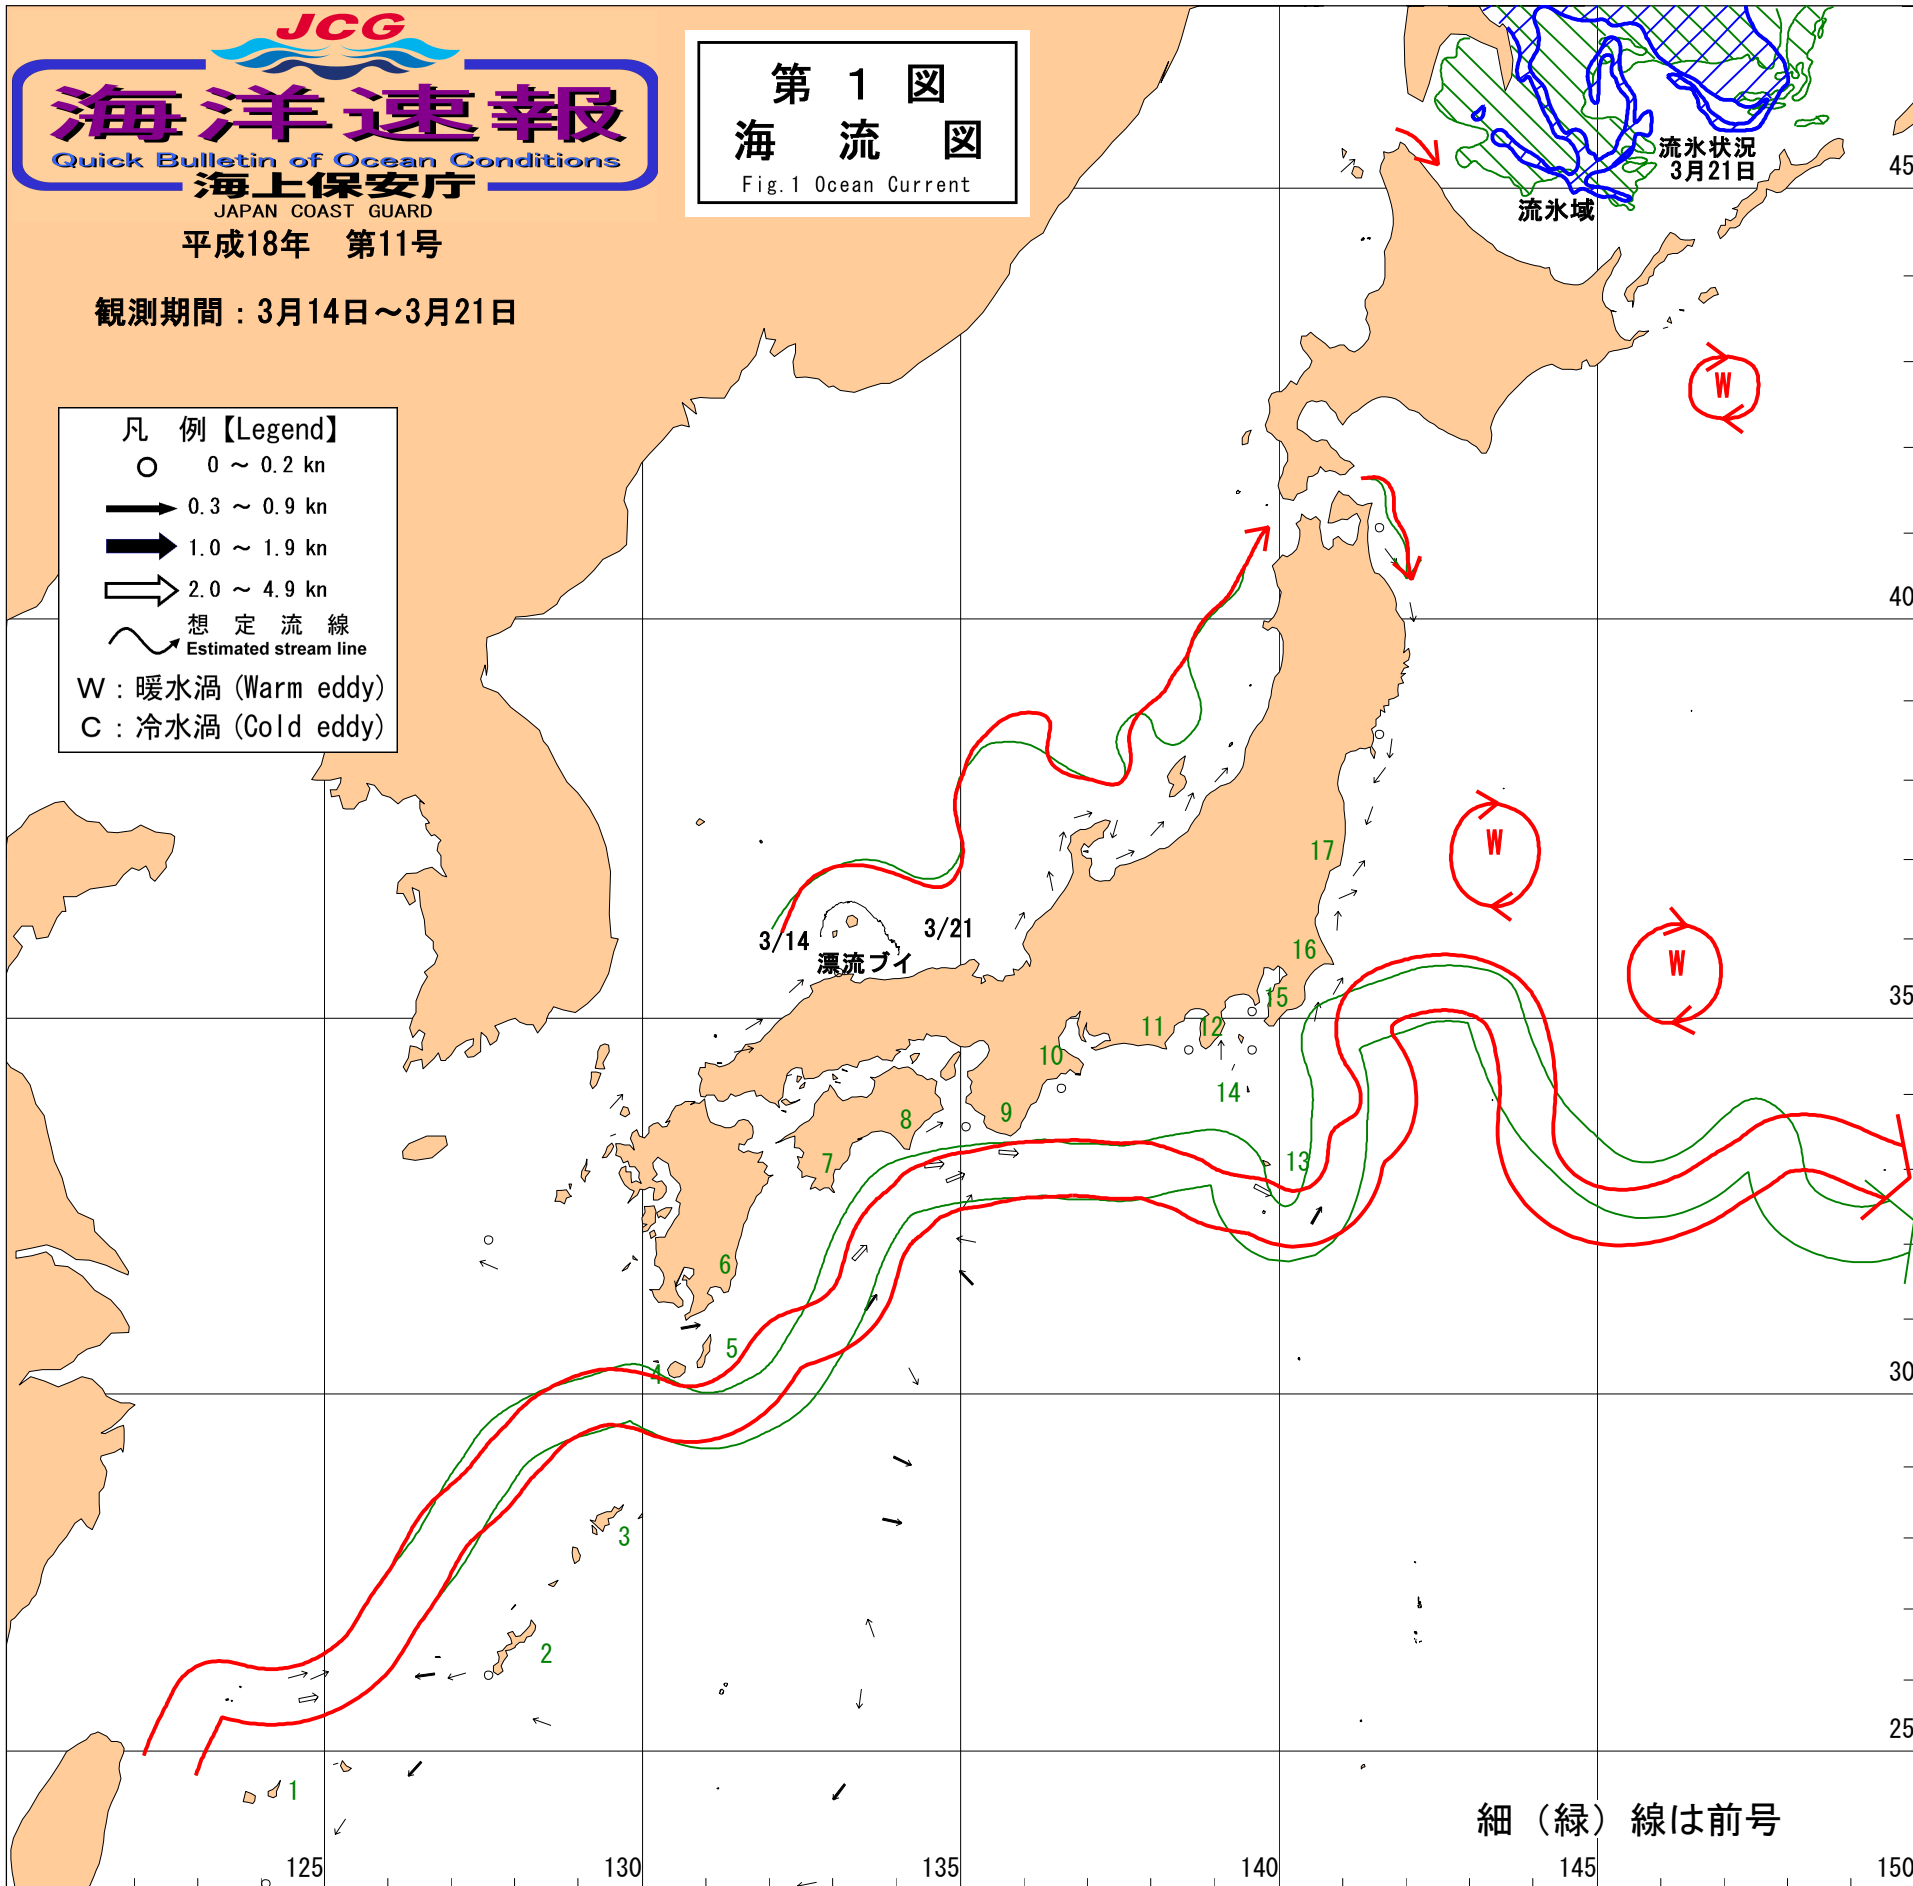 JCG
海洋速報
Quick Bulletin of Ocean Conditions
海上保安庁
JAPAN COAST GUARD
平成18年　第11号
観測期間：3月14日～3月21日
第 1 図
海 流 図
Fig.1 Ocean Current
凡 例【Legend】
0 ～ 0.2 kn
0.3 ～ 0.9 kn
1.0 ～ 1.9 kn
2.0 ～ 4.9 kn
想 定 流 線
Estimated stream line
W：暖水渦(Warm eddy)
C：冷水渦(Cold eddy)
流氷状況
3月21日
流氷域
45
W
40
17
W
3/14
3/21
漂流ブイ
16
W
15
35
11
12
10
14
9
8
7
13
6
5
4
30
3
2
25
1
細（緑）線は前号
125
130
135
140
145
150